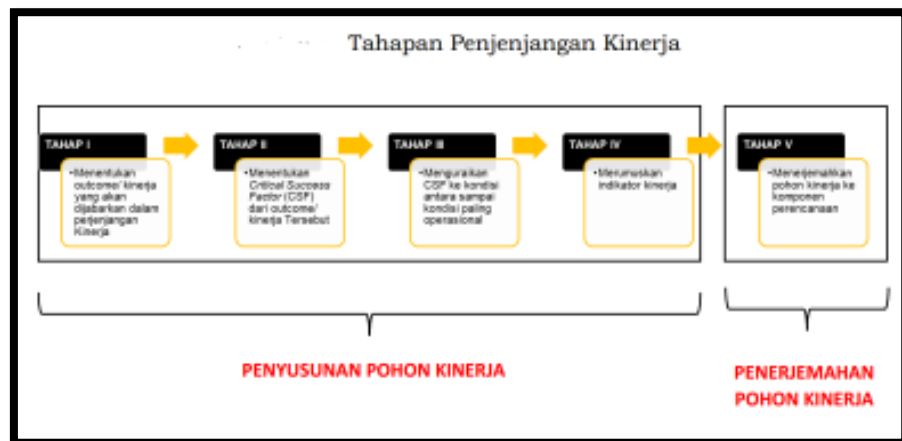 Tahapan Penjenjangan Kinerja
TAHAP I
•Menentukan
outcome/ kinerja
yang akan
dijabarkan dalam
perjenjangan
Kinerja
TAHAP II
•Menentukan
Critical Success
Factor (CSF)
dari outcome/
kinerja Tersebut
TAHAP III
•Menguraikan
CSF ke kondisi
antara sampai
kondisi paling
operasional
TAHAP IV
•Merumuskan
indikator kinerja
TAHAP V
•Menerjemahkan
pohon kinerja ke
komponen
perencanaan
PENYUSUNAN POHON KINERJA
PENERJEMAHAN
POHON KINERJA